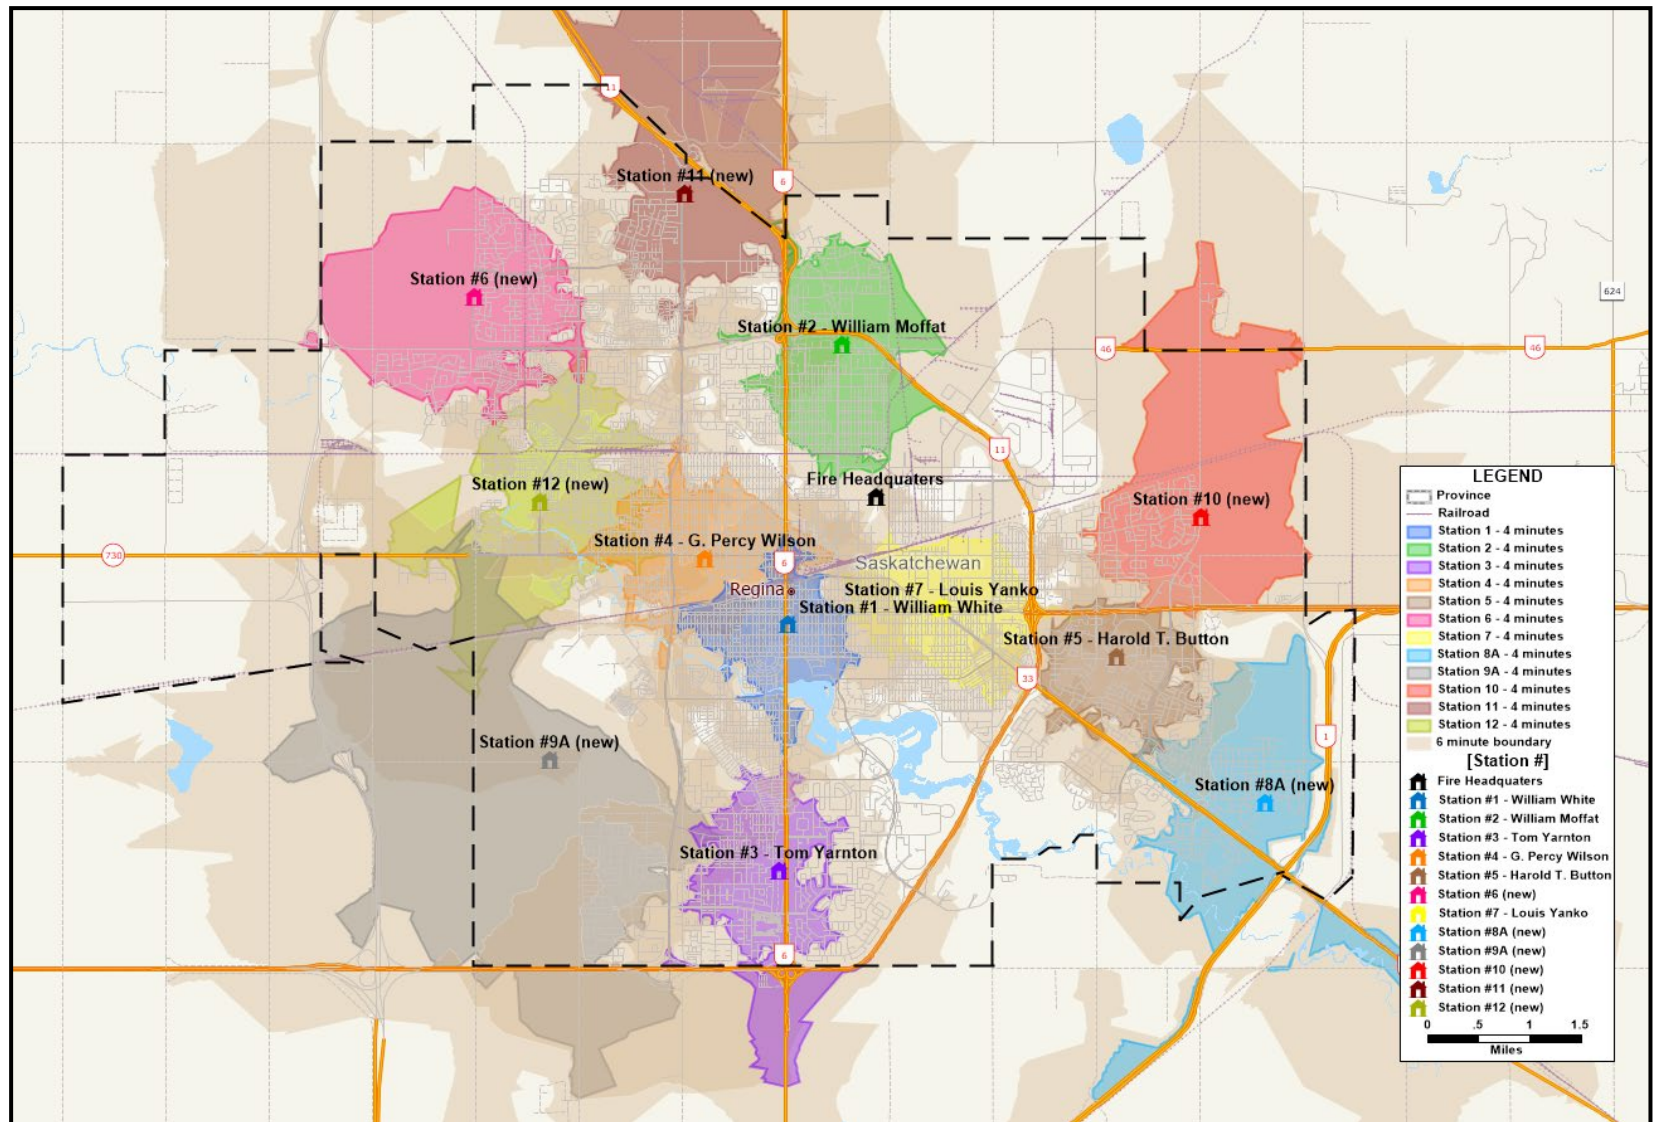 11
Station #11 (new)
6
Station #6 (new)
624
Station #2 - William Moffat
46
46
11
Fire Headquaters
Station #12 (new)
Station #10 (new)
Station #4 - G. Percy Wilson
730
6
Saskatchewan
Regina
Station #7 - Louis Yanko
Station #1 - William White
Station #5 - Harold T. Button
33
1
Station #9A (new)
Station #8A (new)
Station #3 - Tom Yarnton
6
LEGEND
Province
Railroad
Station 1 - 4 minutes
Station 2 - 4 minutes
Station 3 - 4 minutes
Station 4 - 4 minutes
Station 5 - 4 minutes
Station 6 - 4 minutes
Station 7 - 4 minutes
Station 8A - 4 minutes
Station 9A - 4 minutes
Station 10 - 4 minutes
Station 11 - 4 minutes
Station 12 - 4 minutes
6 minute boundary
[Station #]
Fire Headquaters
Station #1 - William White
Station #2 - William Moffat
Station #3 - Tom Yarnton
Station #4 - G. Percy Wilson
Station #5 - Harold T. Button
Station #6 (new)
Station #7 - Louis Yanko
Station #8A (new)
Station #9A (new)
Station #10 (new)
Station #11 (new)
Station #12 (new)
0 .5 1 1.5
Miles